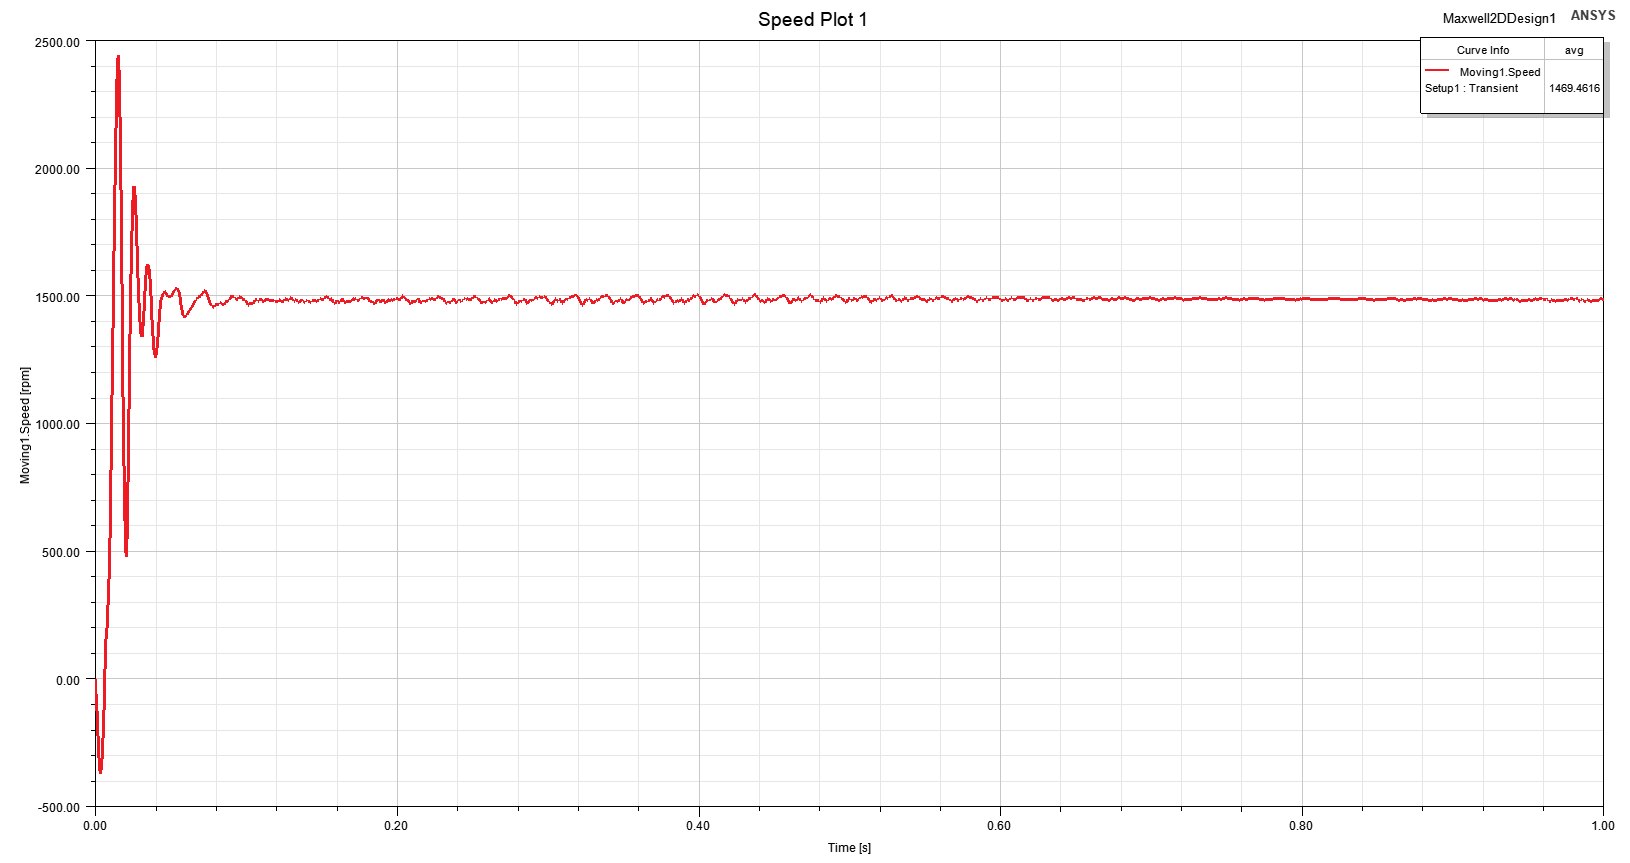 Speed Plot 1
Maxwell2DDesign1 ANSYS
Curve Info avg
Moving1.Speed
Setup1 : Transient 1469.4616
2500.00
2000.00
1500.00
1000.00
500.00
0.00
-500.00
Moving1.Speed [rpm]
0.00 0.20 0.40 0.60 0.80 1.00
Time [s]